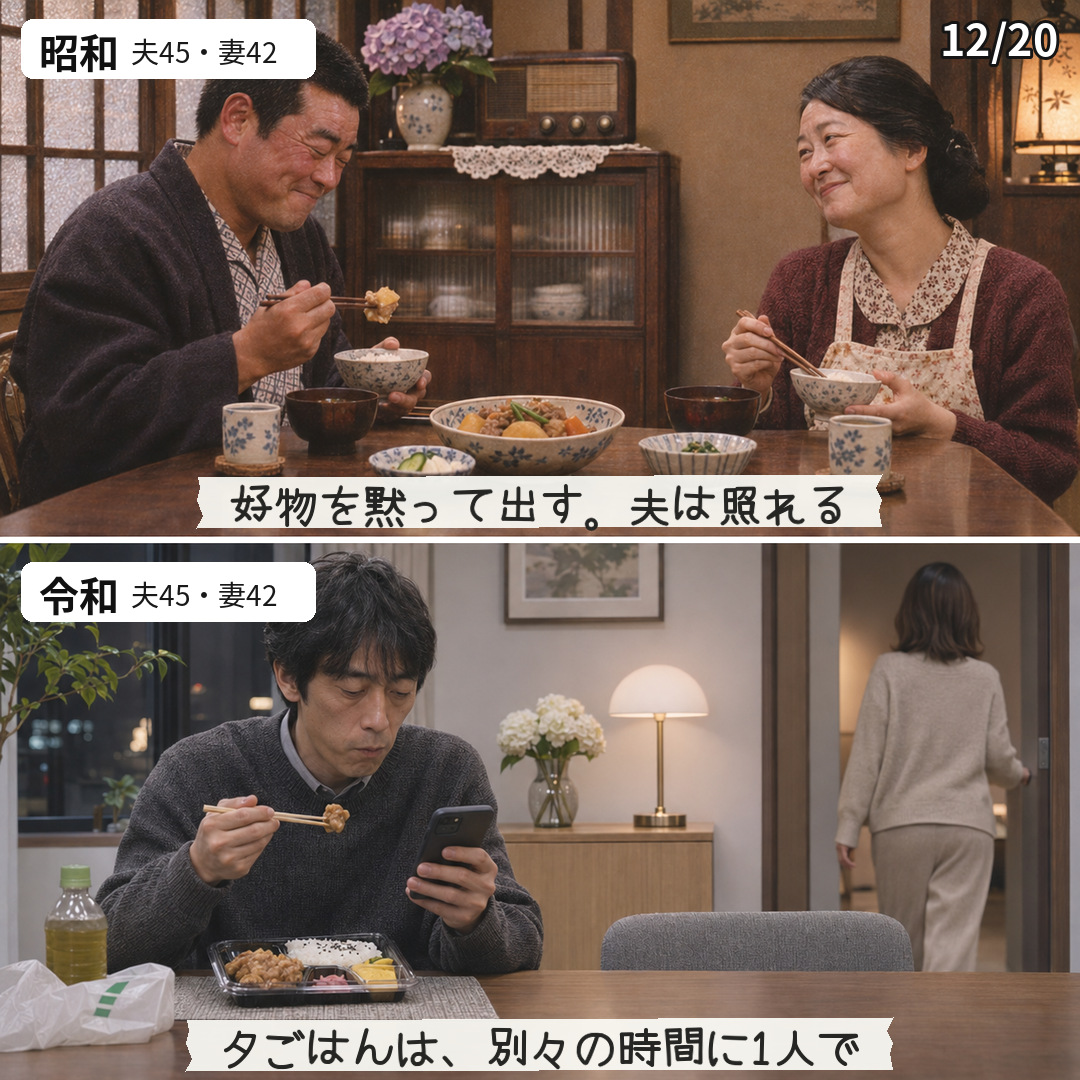 昭和 夫45・妻42
12/20
好物を黙って出す。夫は照れる
令和 夫45・妻42
夕ごはんは、別々の時間に1人で